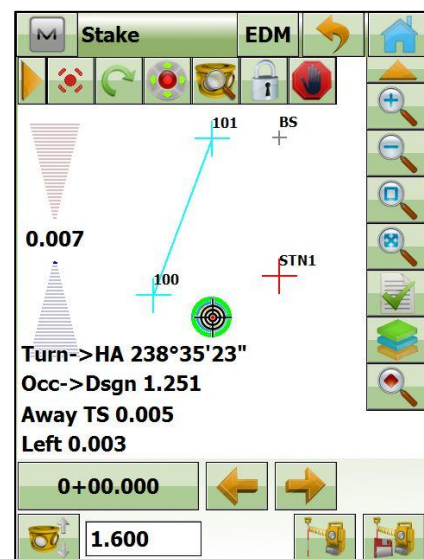 M Stake EDM
101
BS
0.007
STN1
100
Turn->HA 238°35'23"
Occ->Dsgn 1.251
Away TS 0.005
Left 0.003
0+00.000
1.600